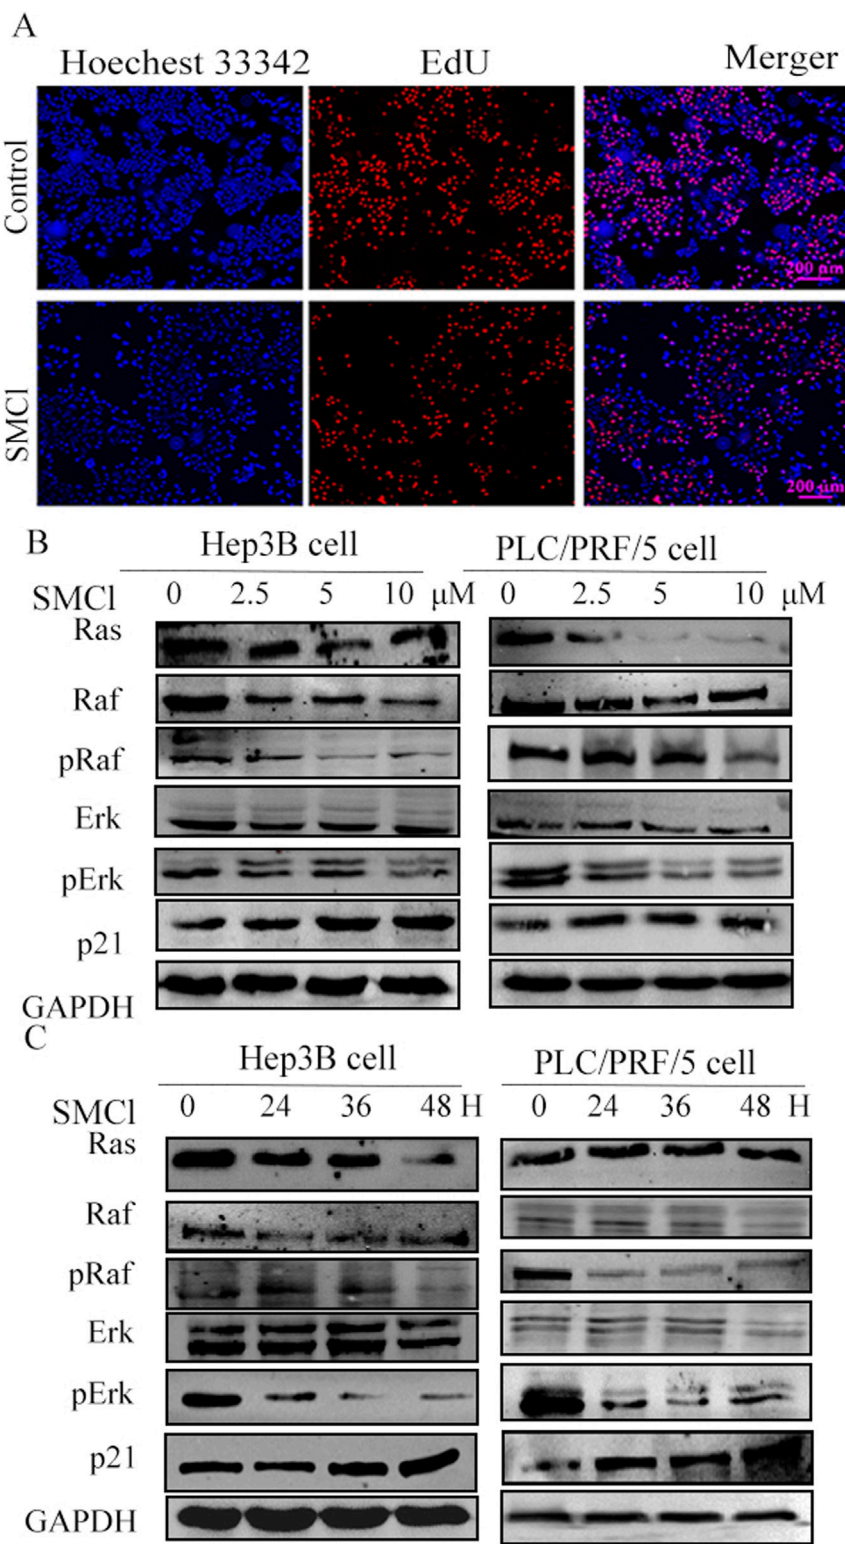 A
Hoechest 33342 EdU Merger
Control
200 nm
SMCl
200 μm
B
Hep3B cell PLC/PRF/5 cell
SMCl 0 2.5 5 10 μM 0 2.5 5 10 μM
Ras
Raf
pRaf
Erk
pErk
p21
GAPDH
C
Hep3B cell PLC/PRF/5 cell
SMCl 0 24 36 48 H 0 24 36 48 H
Ras
Raf
pRaf
Erk
pErk
p21
GAPDH